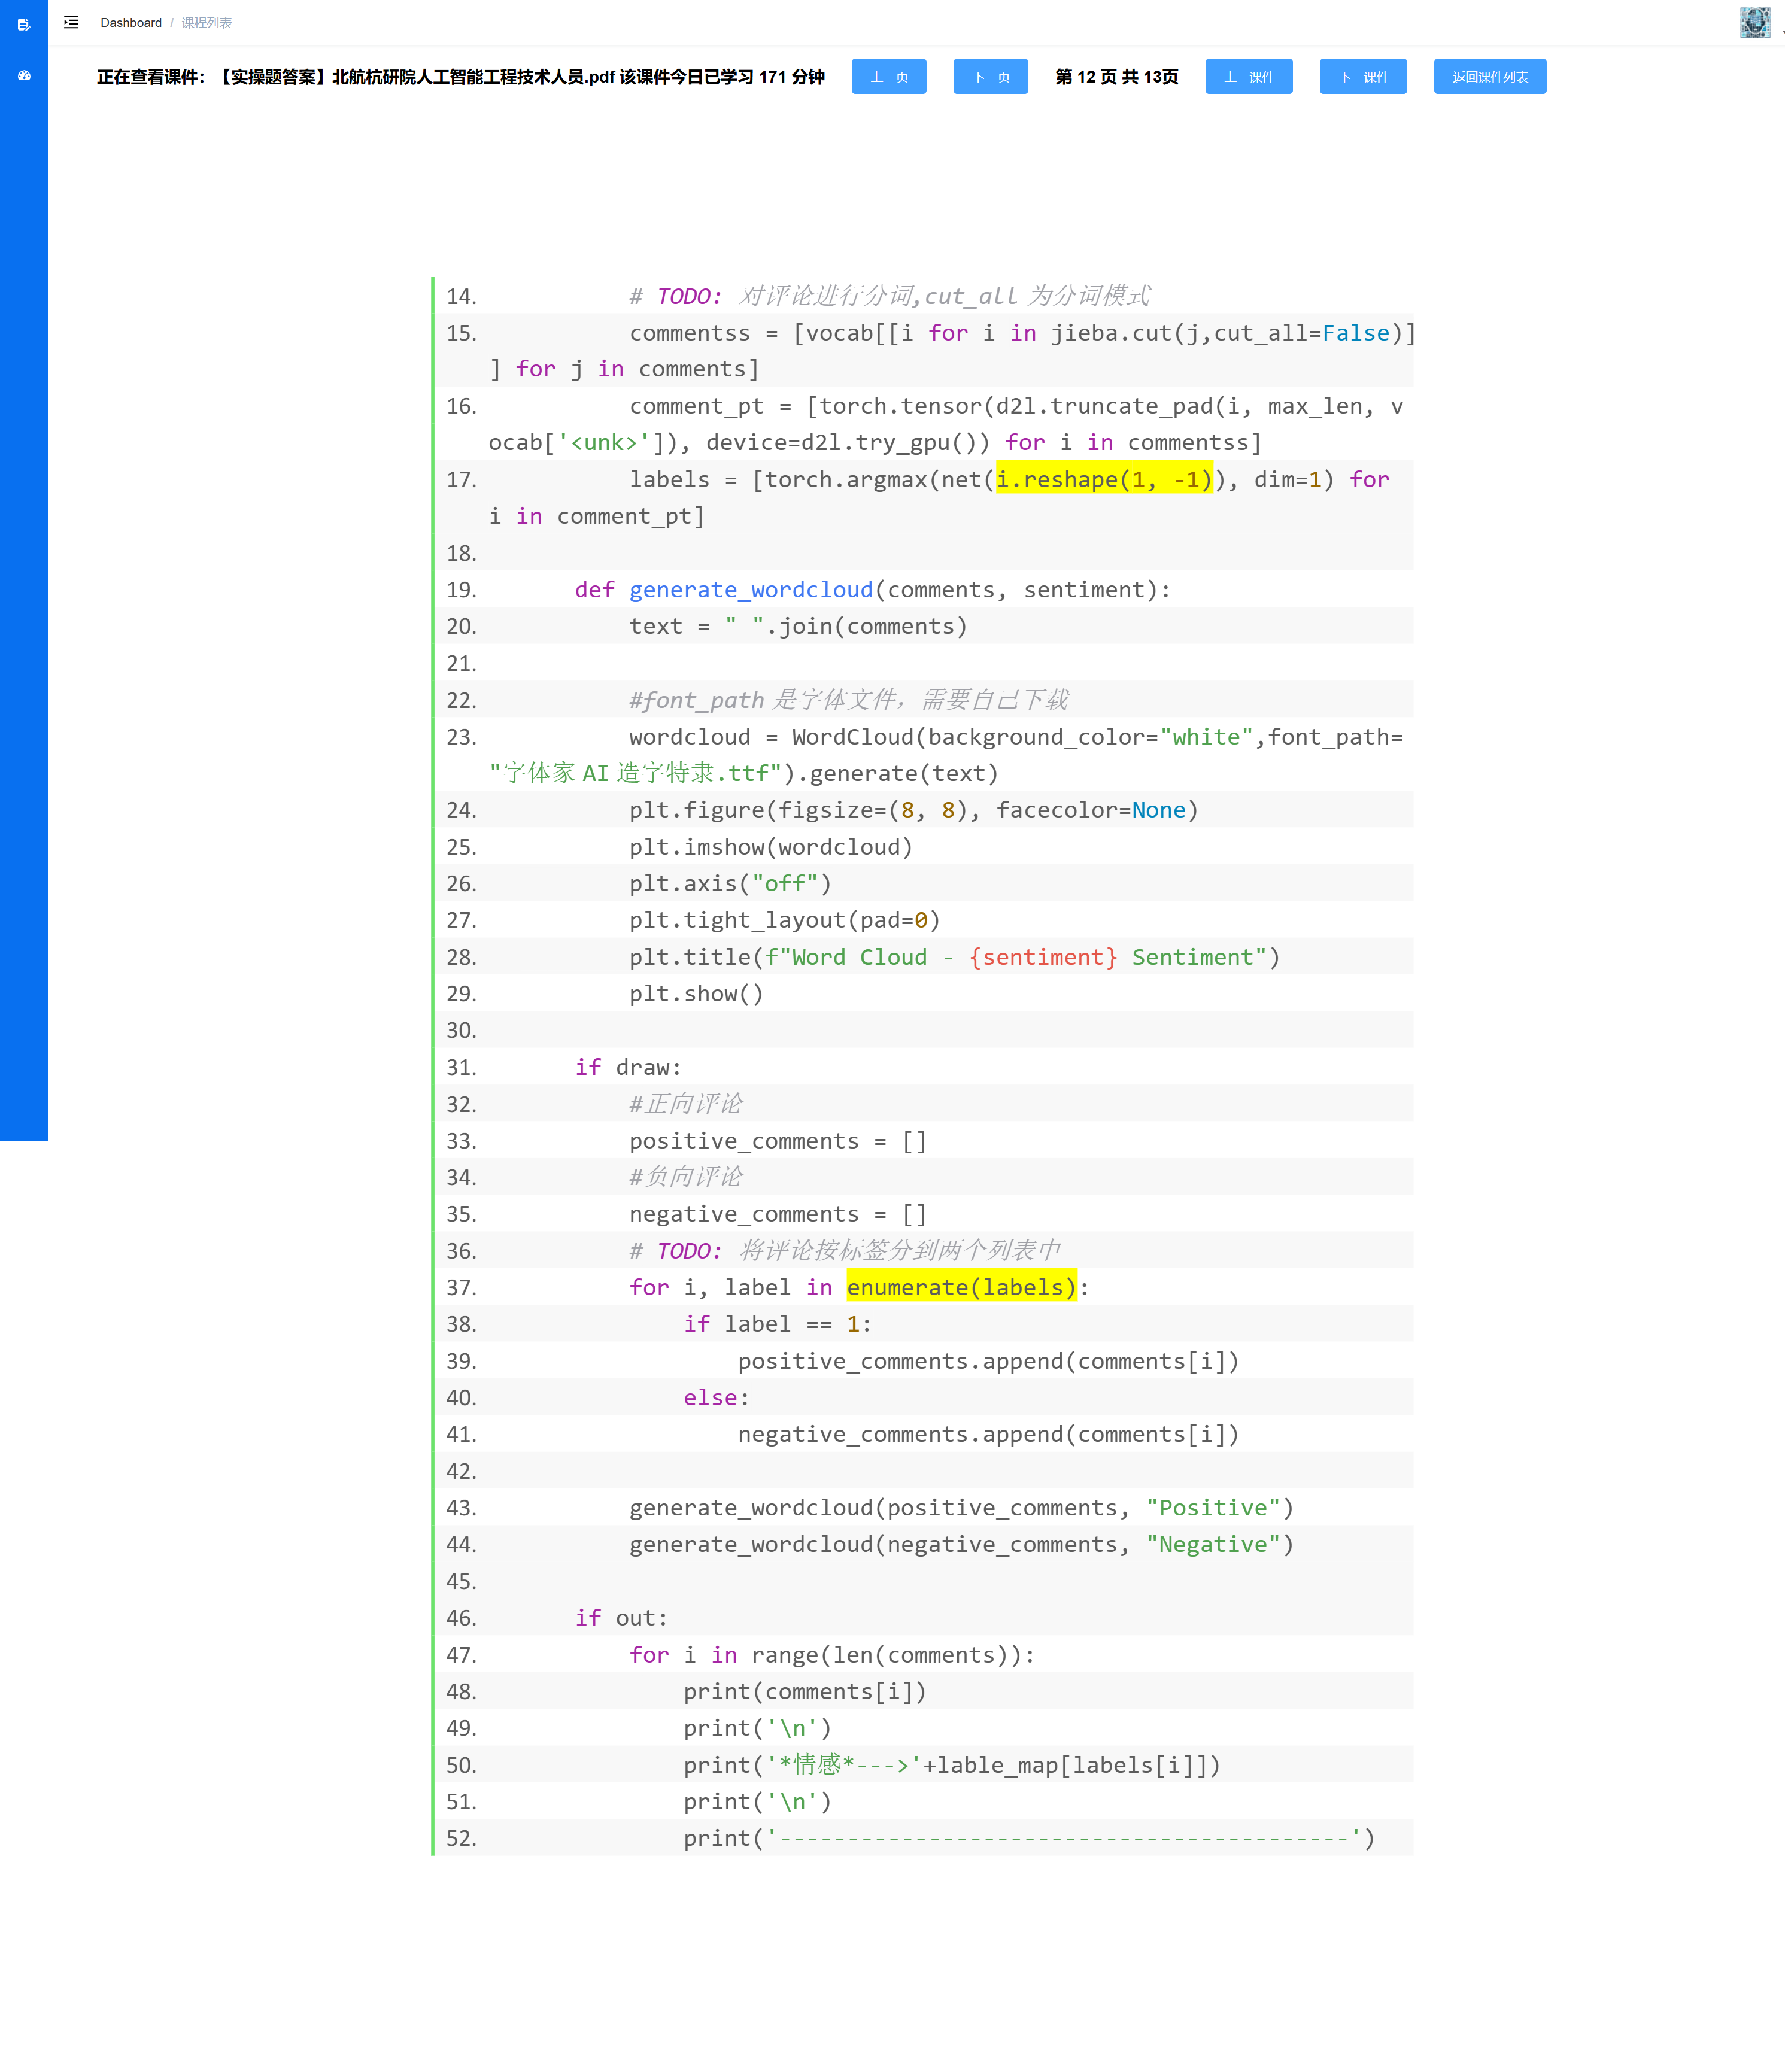 Dashboard / 课程列表
正在查看课件：【实操题答案】北航杭研院人工智能工程技术人员.pdf 该课件今日已学习 171 分钟 上一页 下一页 第 12 页 共 13页 上一课件 下一课件 返回课件列表
14. # TODO: 对评论进行分词,cut_all 为分词模式
15. commentss = [vocab[[i for i in jieba.cut(j,cut_all=False)]
] for j in comments]
16. comment_pt = [torch.tensor(d2l.truncate_pad(i, max_len, v
ocab['<unk>']), device=d2l.try_gpu()) for i in commentss]
17. labels = [torch.argmax(net(i.reshape(1, -1)), dim=1) for
i in comment_pt]
18.
19. def generate_wordcloud(comments, sentiment):
20. text = " ".join(comments)
21.
22. #font_path 是字体文件，需要自己下载
23. wordcloud = WordCloud(background_color="white",font_path=
"字体家 AI 造字特隶.ttf").generate(text)
24. plt.figure(figsize=(8, 8), facecolor=None)
25. plt.imshow(wordcloud)
26. plt.axis("off")
27. plt.tight_layout(pad=0)
28. plt.title(f"Word Cloud - {sentiment} Sentiment")
29. plt.show()
30.
31. if draw:
32. #正向评论
33. positive_comments = []
34. #负向评论
35. negative_comments = []
36. # TODO: 将评论按标签分到两个列表中
37. for i, label in enumerate(labels):
38. if label == 1:
39. positive_comments.append(comments[i])
40. else:
41. negative_comments.append(comments[i])
42.
43. generate_wordcloud(positive_comments, "Positive")
44. generate_wordcloud(negative_comments, "Negative")
45.
46. if out:
47. for i in range(len(comments)):
48. print(comments[i])
49. print('\n')
50. print('*情感*--->'+lable_map[labels[i]])
51. print('\n')
52. print('------------------------------------------')